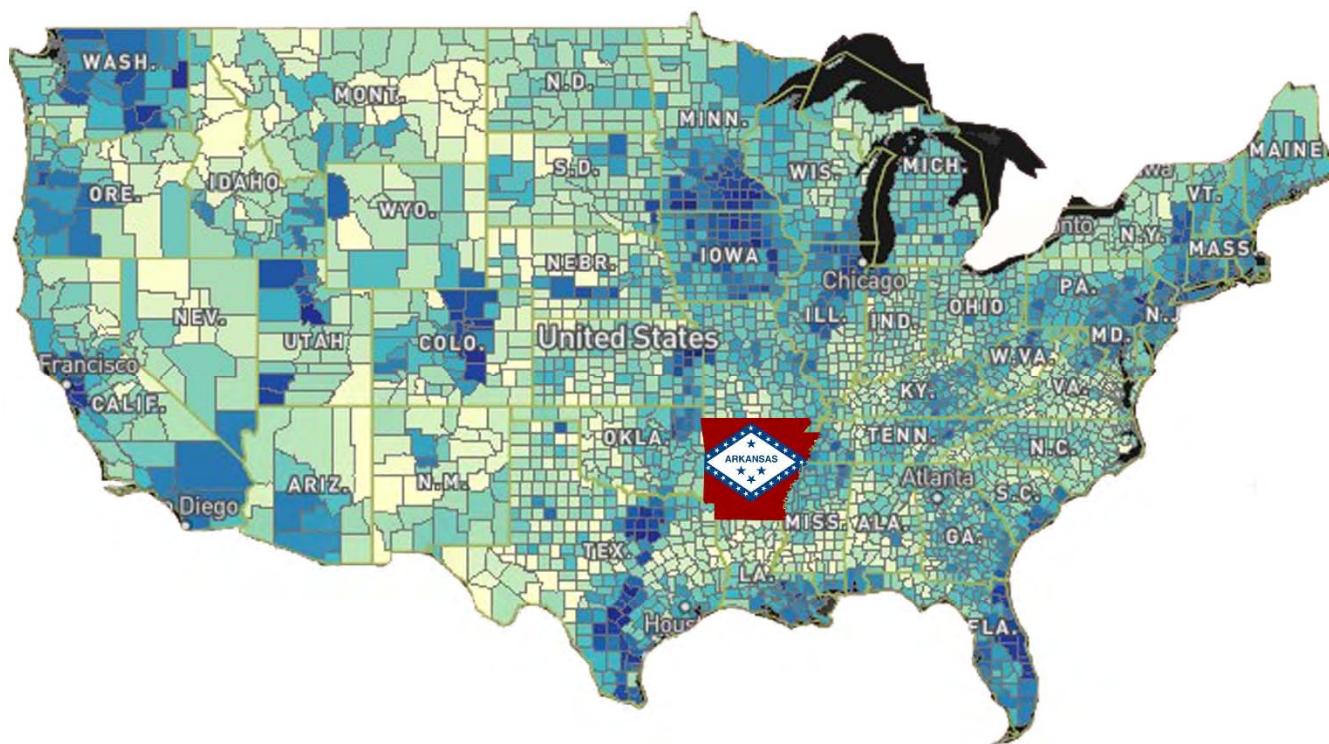 WASH.
MONT.
N.D.
MINN.
MAINE
ORE.
IDAHO
S.D.
WIS.
MICH.
VT.
WYO.
N.Y.
MASS
IOWA
NEBR.
Chicago
PA.
NEV.
UTAH
COLO.
United States
ILL.
IND.
OHIO
N.J.
MD.
W.VA.
Francisco
CALIF.
KY.
VA.
OKLA.
TENN.
N.C.
ARKANSAS
Atlanta
ARIZ.
N.M.
S.C.
Diego
MISS.
ALA.
GA.
TEX.
LA.
FLA.